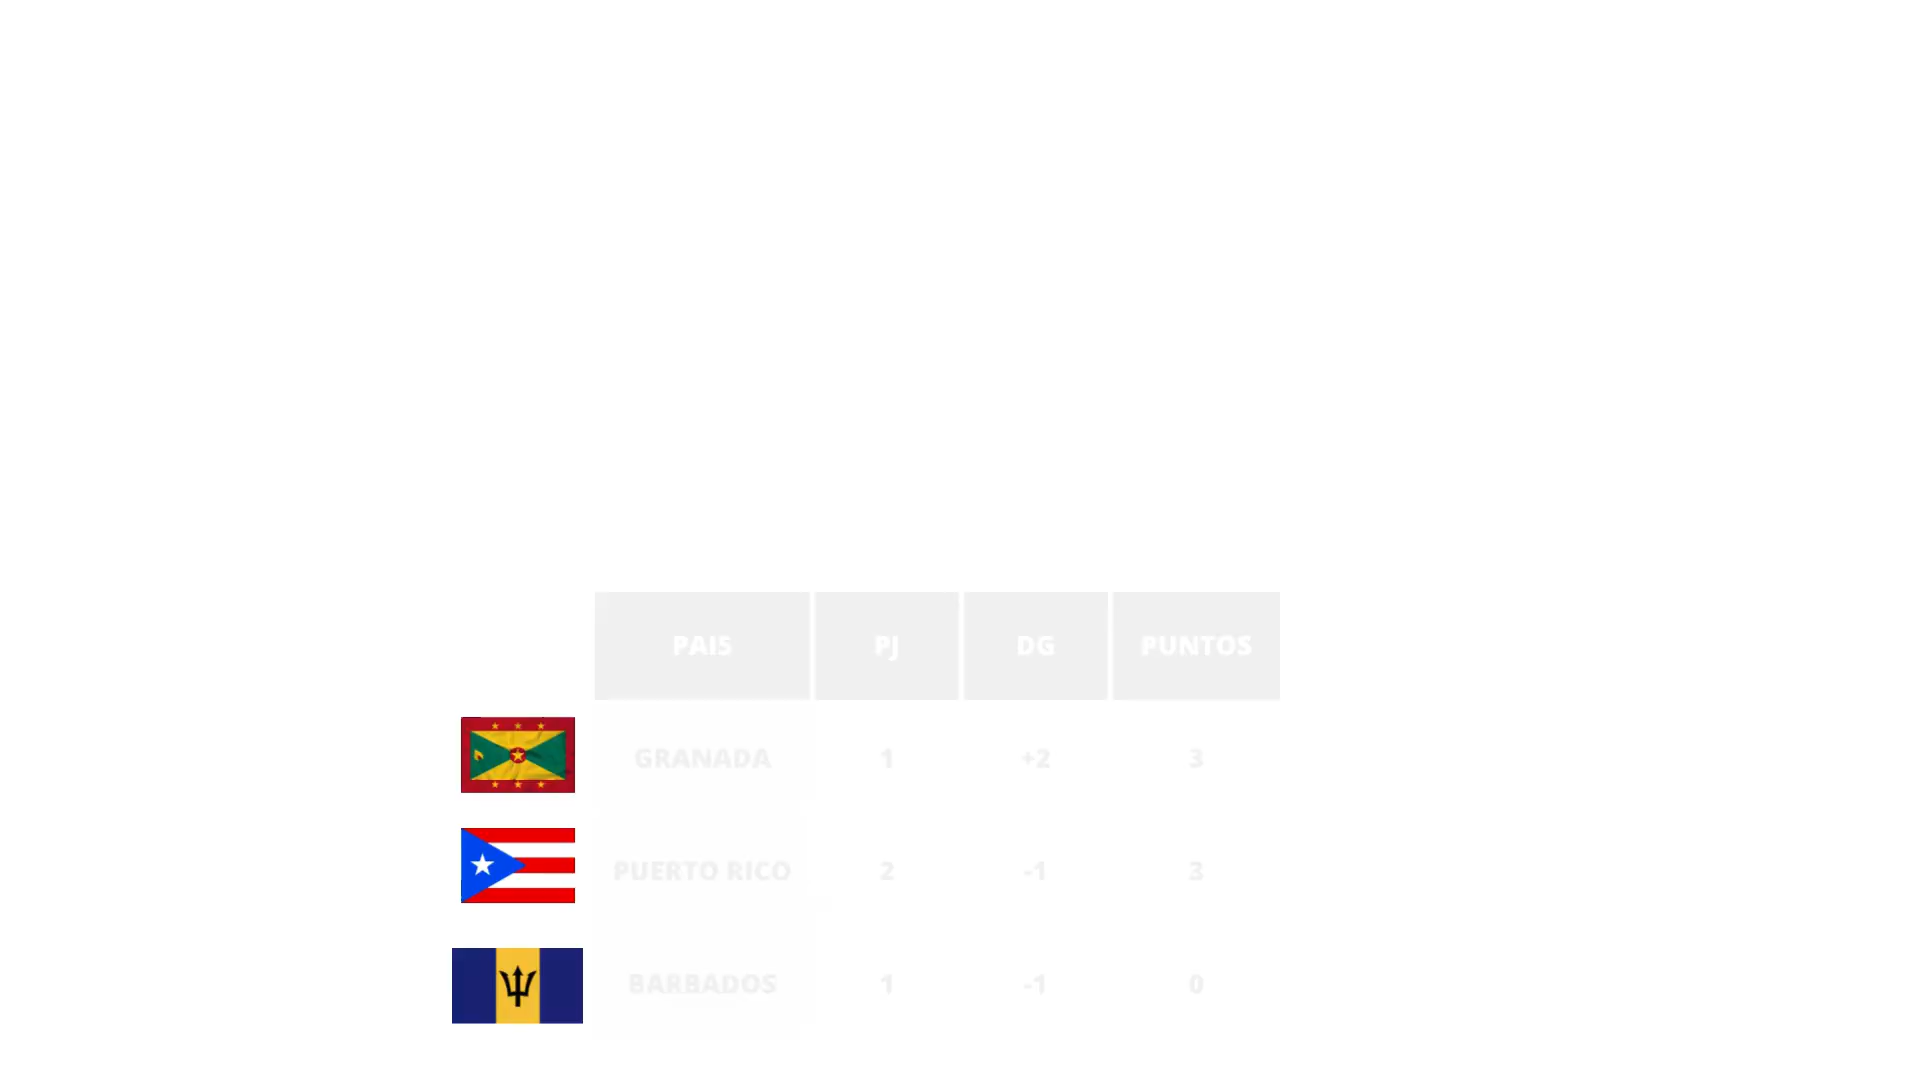 PAIS PJ DG PUNTOS
GRANADA 1 +2 3
PUERTO RICO 2 -1 3
BARBADOS 1 -1 0